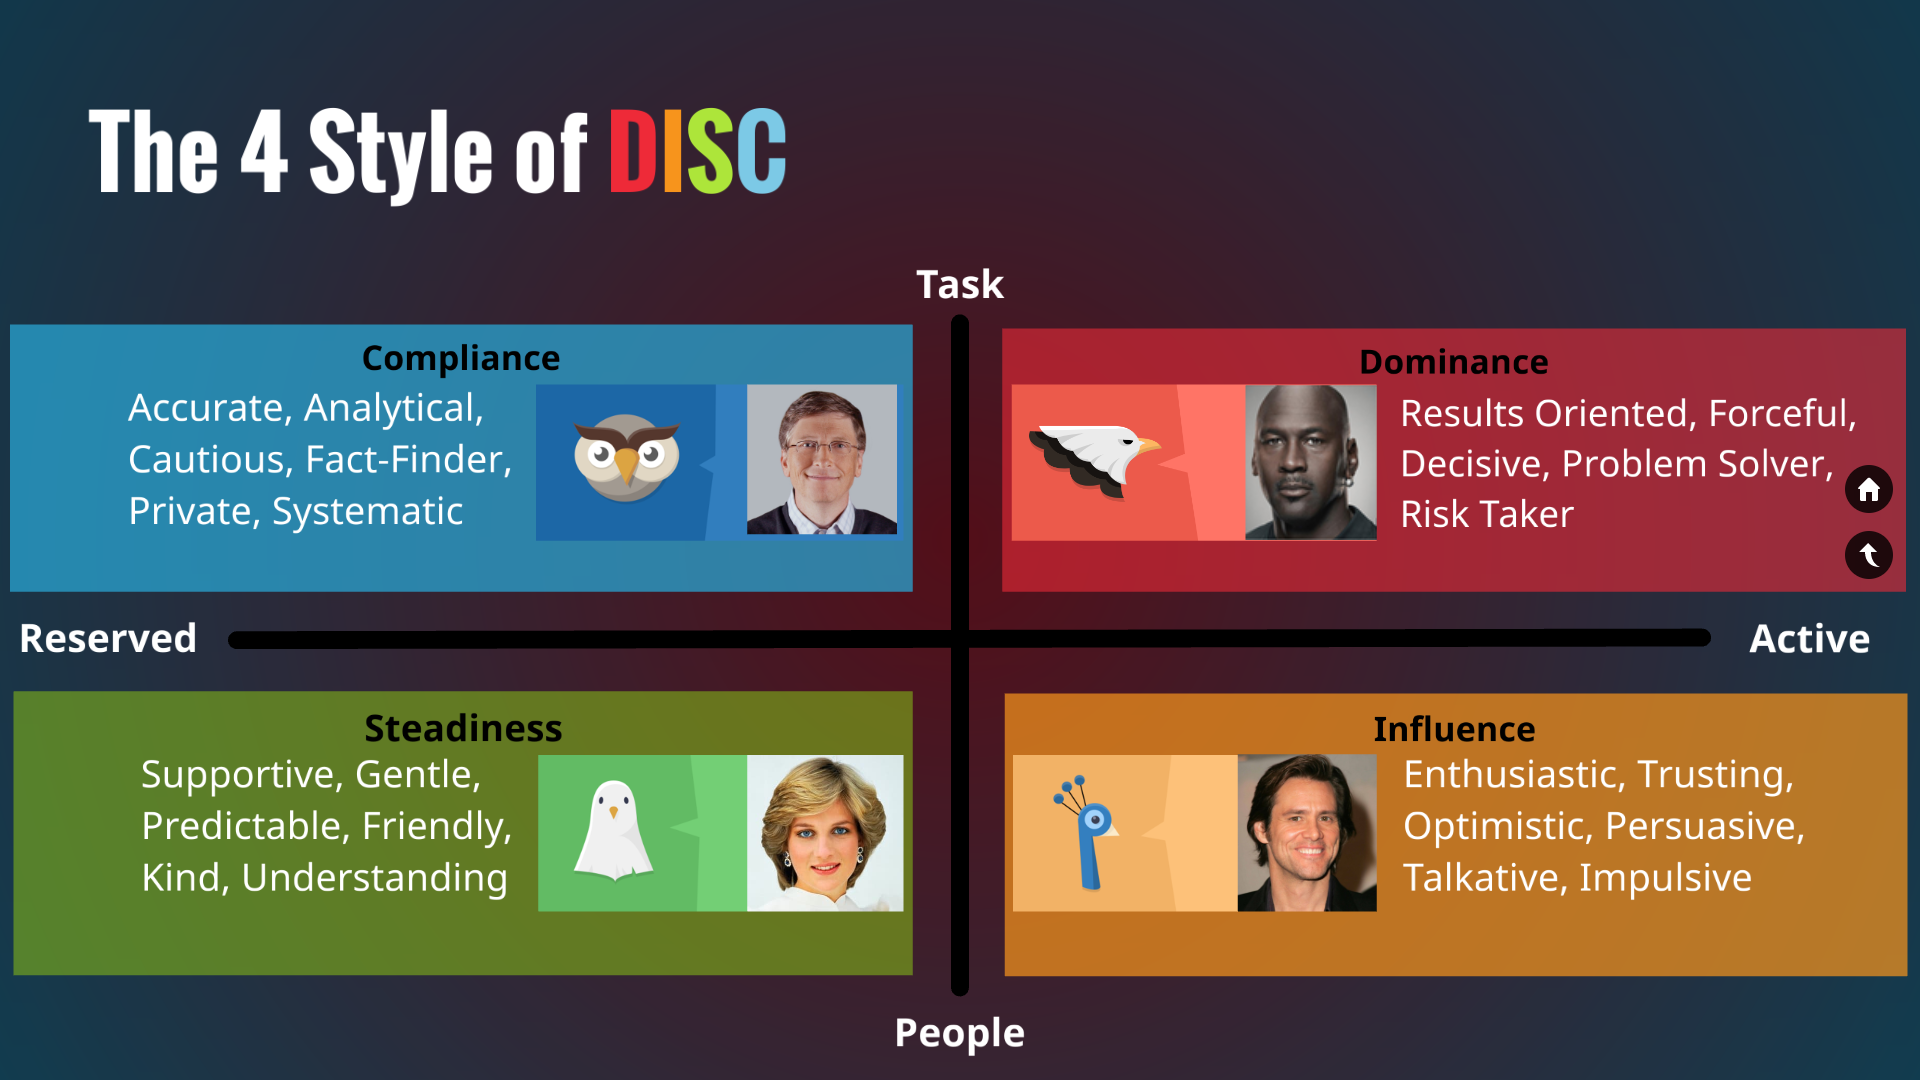 The 4 Style of DISC
Task
Compliance
Accurate, Analytical,
Cautious, Fact-Finder,
Private, Systematic
Dominance
Results Oriented, Forceful,
Decisive, Problem Solver,
Risk Taker
Reserved
Active
Steadiness
Supportive, Gentle,
Predictable, Friendly,
Kind, Understanding
Influence
Enthusiastic, Trusting,
Optimistic, Persuasive,
Talkative, Impulsive
People